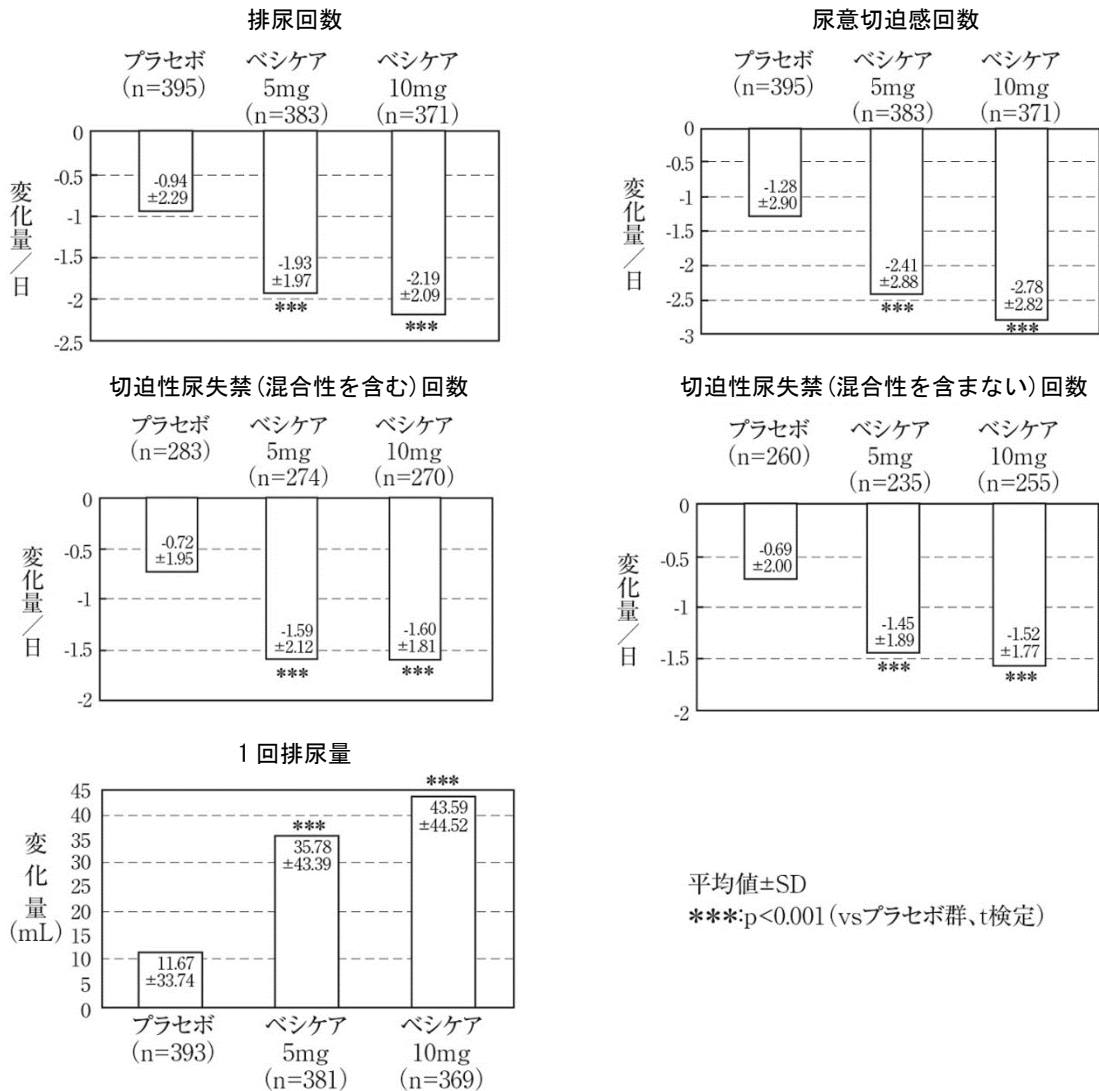 排尿回数
プラセボ
(n=395)
ベシケア
5mg
(n=383)
ベシケア
10mg
(n=371)
変化量/日
0
-0.5
-1
-1.5
-2
-2.5
-0.94
±2.29
-1.93
±1.97
***
-2.19
±2.09
***
尿意切迫感回数
プラセボ
(n=395)
ベシケア
5mg
(n=383)
ベシケア
10mg
(n=371)
変化量/日
0
-0.5
-1
-1.5
-2
-2.5
-3
-1.28
±2.90
-2.41
±2.88
***
-2.78
±2.82
***
切迫性尿失禁(混合性を含む)回数
プラセボ
(n=283)
ベシケア
5mg
(n=274)
ベシケア
10mg
(n=270)
変化量/日
0
-0.5
-1
-1.5
-2
-0.72
±1.95
-1.59
±2.12
***
-1.60
±1.81
***
切迫性尿失禁(混合性を含まない)回数
プラセボ
(n=260)
ベシケア
5mg
(n=235)
ベシケア
10mg
(n=255)
変化量/日
0
-0.5
-1
-1.5
-2
-0.69
±2.00
-1.45
±1.89
***
-1.52
±1.77
***
1回排尿量
変化量
(mL)
45
40
35
30
25
20
15
10
5
0
11.67
±33.74
***
35.78
±43.39
***
43.59
±44.52
プラセボ
(n=393)
ベシケア
5mg
(n=381)
ベシケア
10mg
(n=369)
平均値±SD
***:p<0.001(vsプラセボ群、t検定)